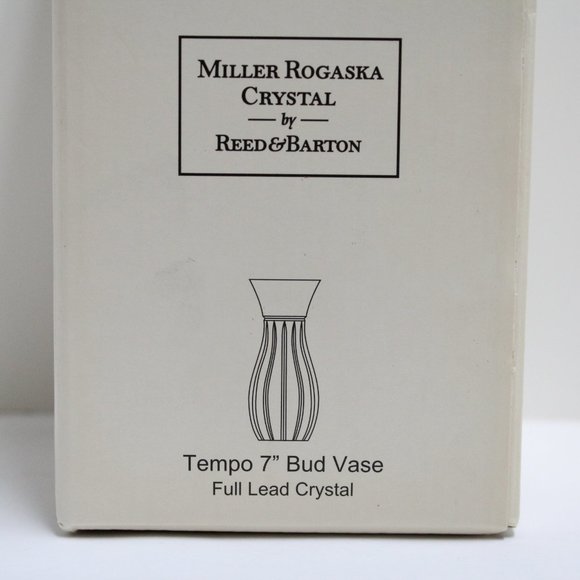 MILLER ROGASKA
CRYSTAL
by
REED&BARTON
Tempo 7” Bud Vase
Full Lead Crystal